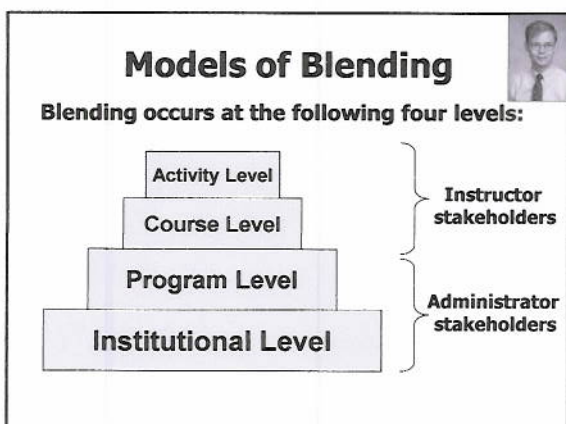 Models of Blending
Blending occurs at the following four levels:
Activity Level
Course Level
Program Level
Institutional Level
Instructor
stakeholders
Administrator
stakeholders